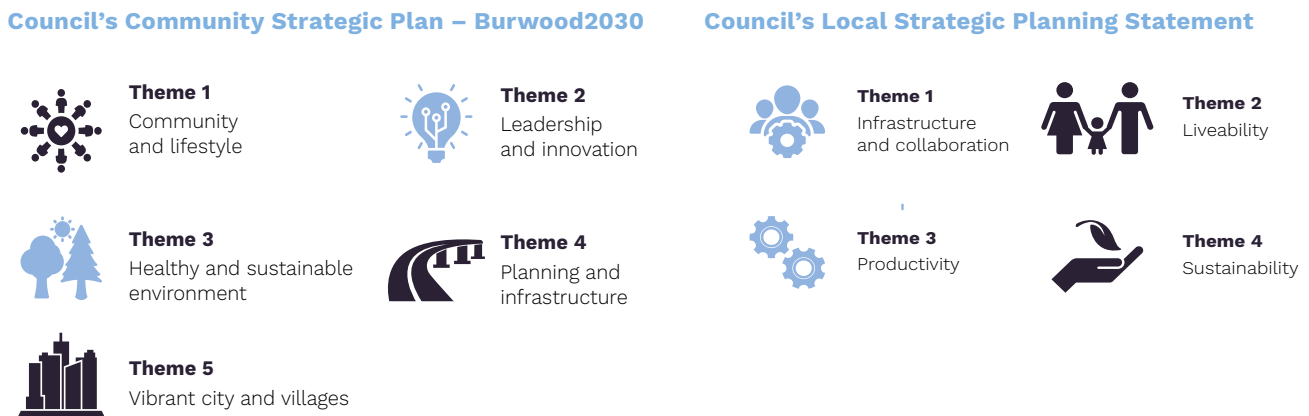 Council’s Community Strategic Plan – Burwood2030
Theme 1
Community
and lifestyle
Theme 2
Leadership
and innovation
Theme 3
Healthy and sustainable
environment
Theme 4
Planning and
infrastructure
Theme 5
Vibrant city and villages
Council’s Local Strategic Planning Statement
Theme 1
Infrastructure
and collaboration
Theme 2
Liveability
Theme 3
Productivity
Theme 4
Sustainability